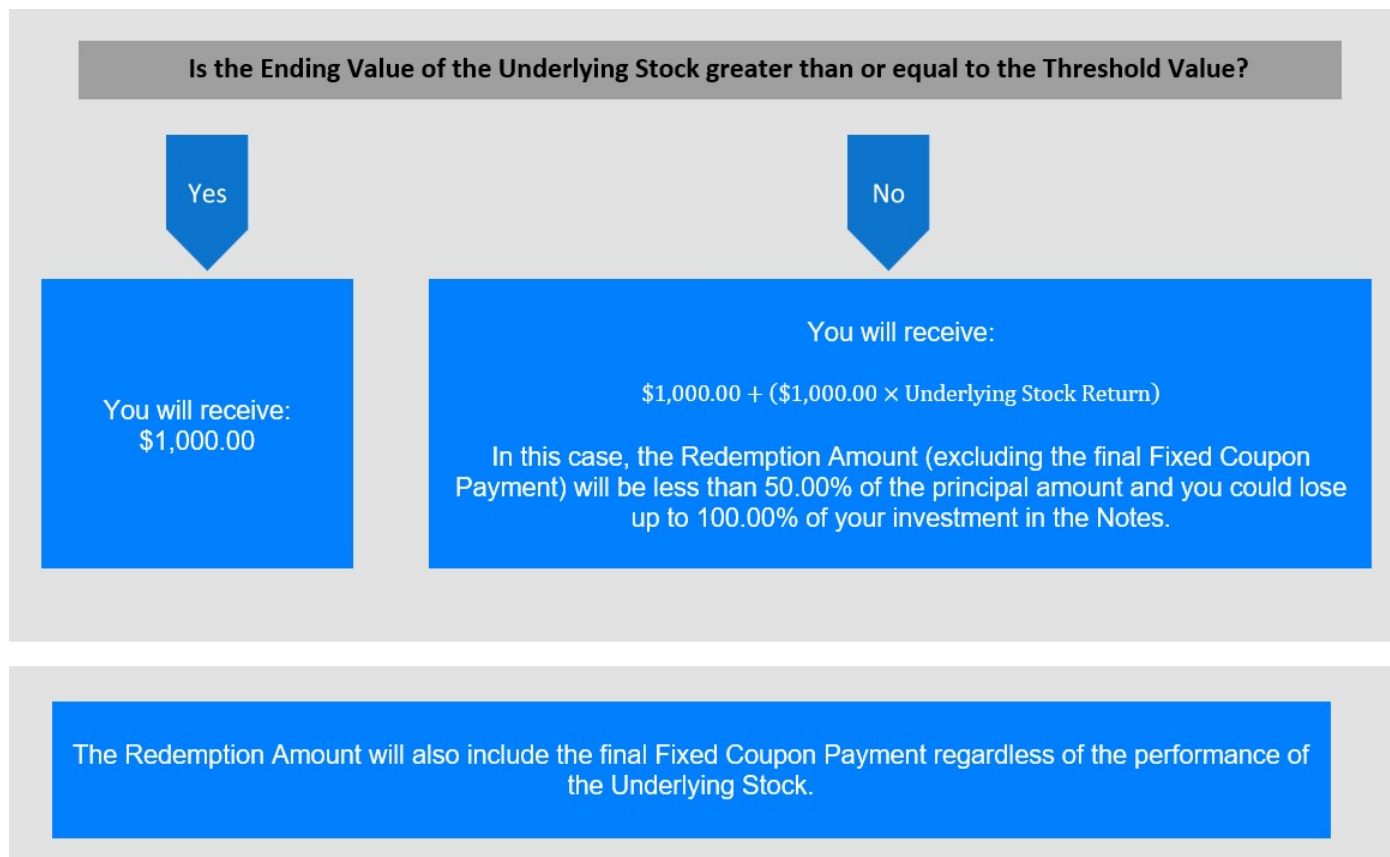 Is the Ending Value of the Underlying Stock greater than or equal to the Threshold Value?
Yes
No
You will receive:
$1,000.00
You will receive:
$1,000.00 + ($1,000.00 × Underlying Stock Return)
In this case, the Redemption Amount (excluding the final Fixed Coupon
Payment) will be less than 50.00% of the principal amount and you could lose
up to 100.00% of your investment in the Notes.
The Redemption Amount will also include the final Fixed Coupon Payment regardless of the performance of
the Underlying Stock.